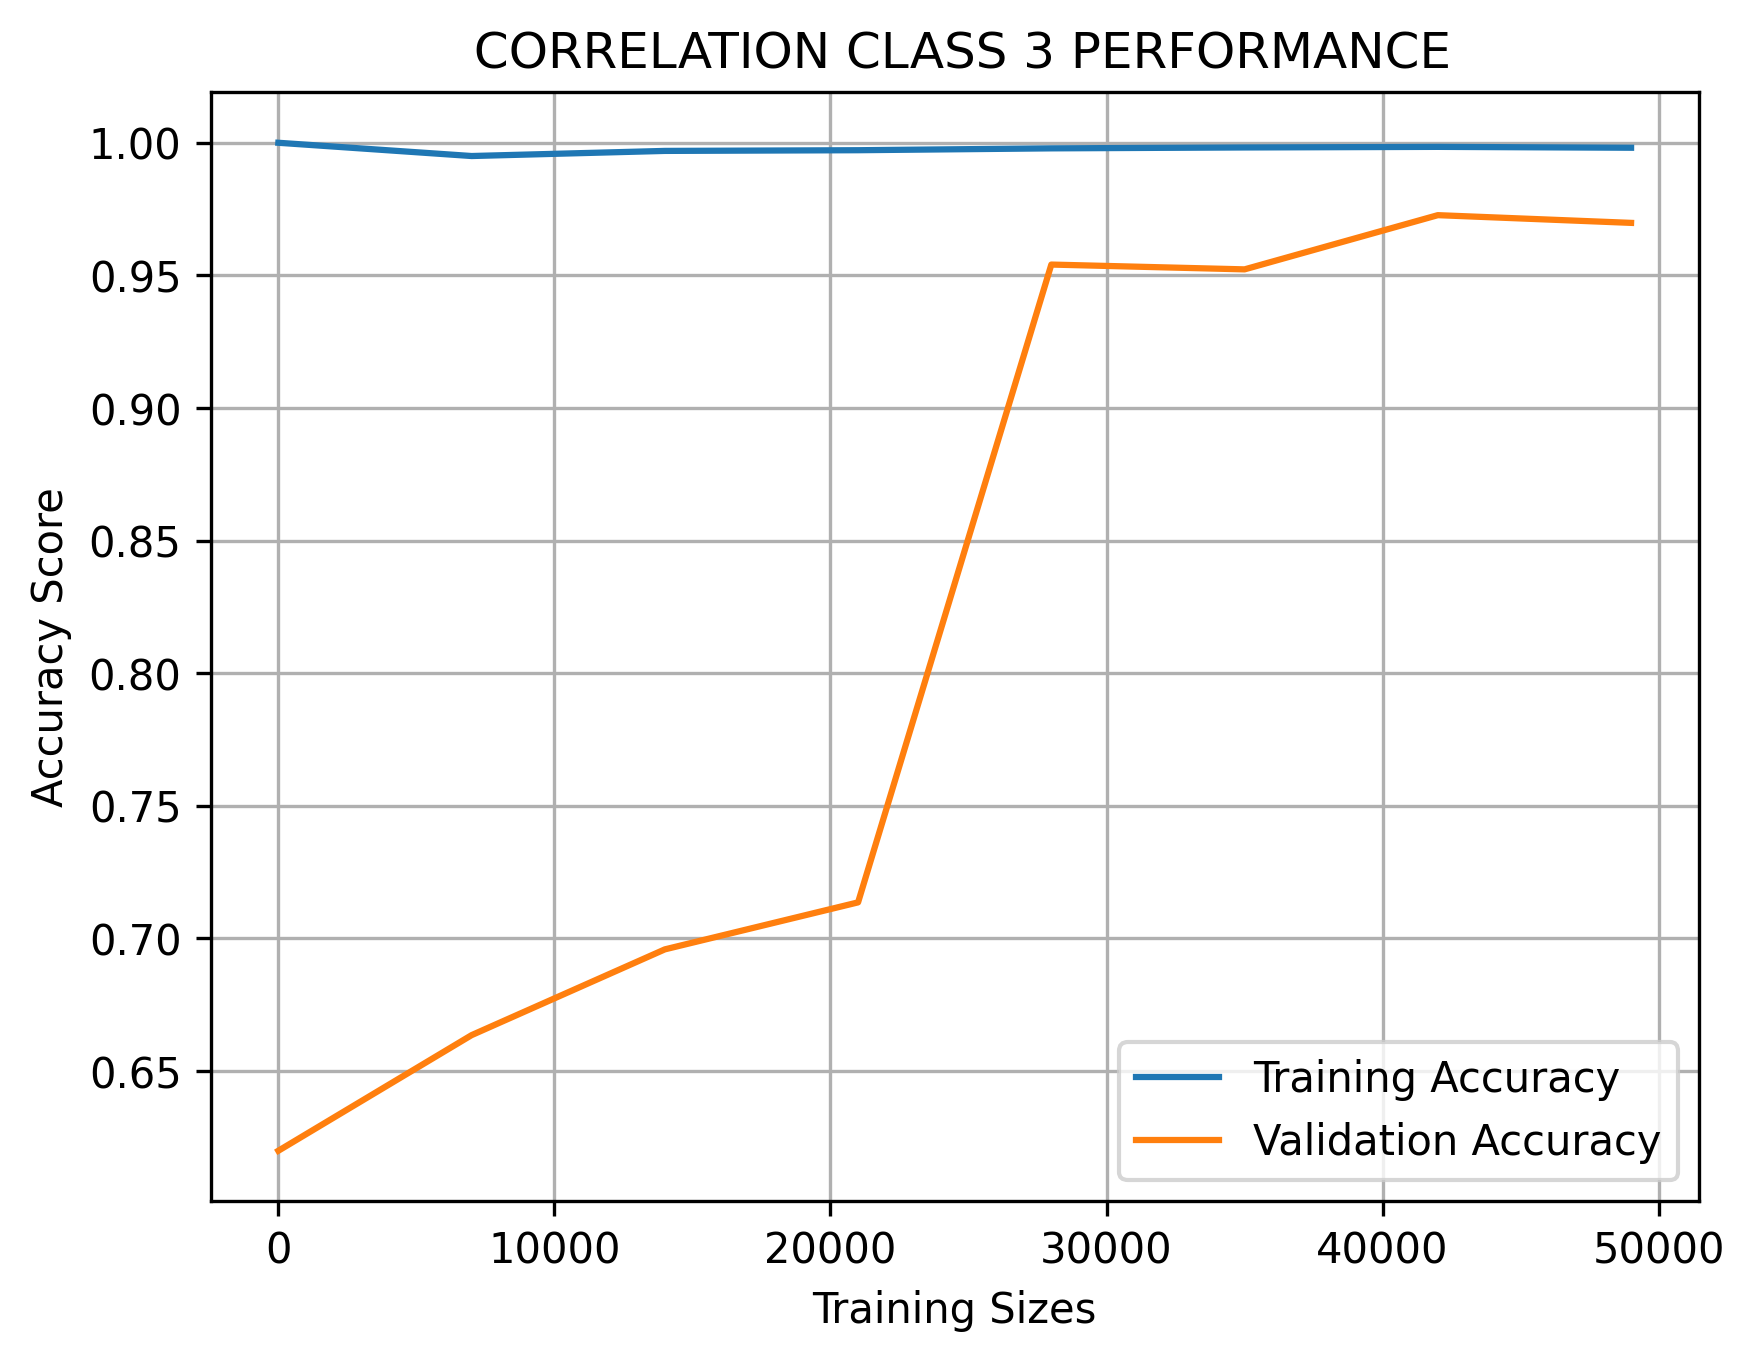 CORRELATION CLASS 3 PERFORMANCE
1.00
0.95
0.90
0.85
0.80
0.75
0.70
0.65
Accuracy Score
Training Accuracy
Validation Accuracy
0 10000 20000 30000 40000 50000
Training Sizes